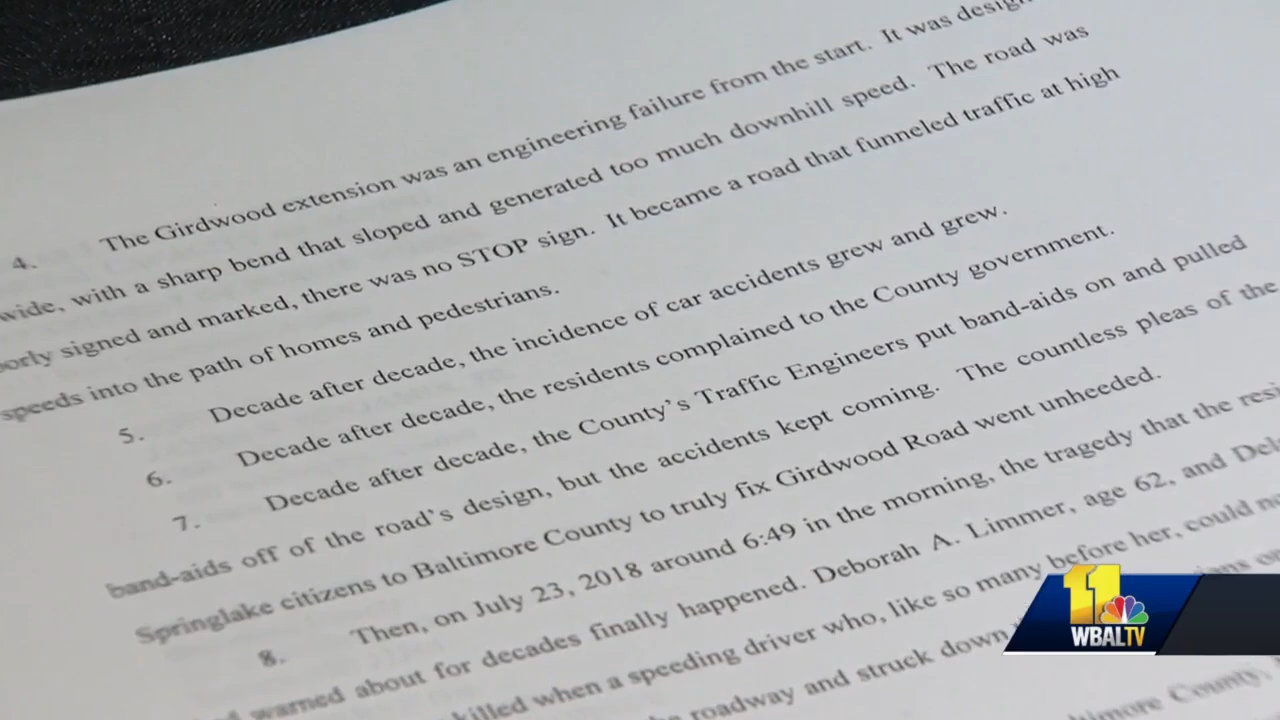 4. The Girdwood extension was an engineering failure from the start. It was
wide, with a sharp bend that sloped and generated too much downhill speed. The road was
signed and marked, there was no STOP sign. It became a road that funneled traffic at high
speeds into the path of homes and pedestrians.
5. Decade after decade, the incidence of car accidents grew and grew.
6. Decade after decade, the residents complained to the County government.
7. Decade after decade, the County's Traffic Engineers put band-aids on and pulled
band-aids off of the road's design, but the accidents kept coming. The countless pleas of the
Springlake citizens to Baltimore County to truly fix Girdwood Road went unheeded.
8. Then, on July 23, 2018 around 6:49 in the morning, the tragedy that the
warned about for decades finally happened. Deborah A. Limmer, age 62, and
killed when a speeding driver who, like so many before her, could
roadway and struck down
County,
11
WBALTV